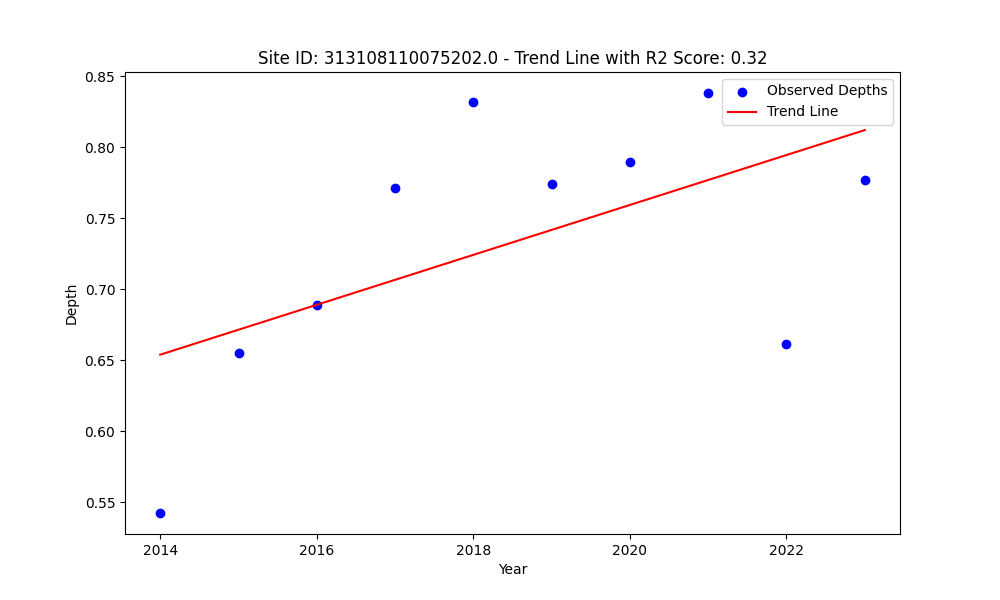 Site ID: 313108110075202.0 - Trend Line with R2 Score: 0.32
Observed Depths
Trend Line
0.85
0.80
0.75
0.70
0.65
0.60
0.55
Depth
2014
2016
2018
2020
2022
Year